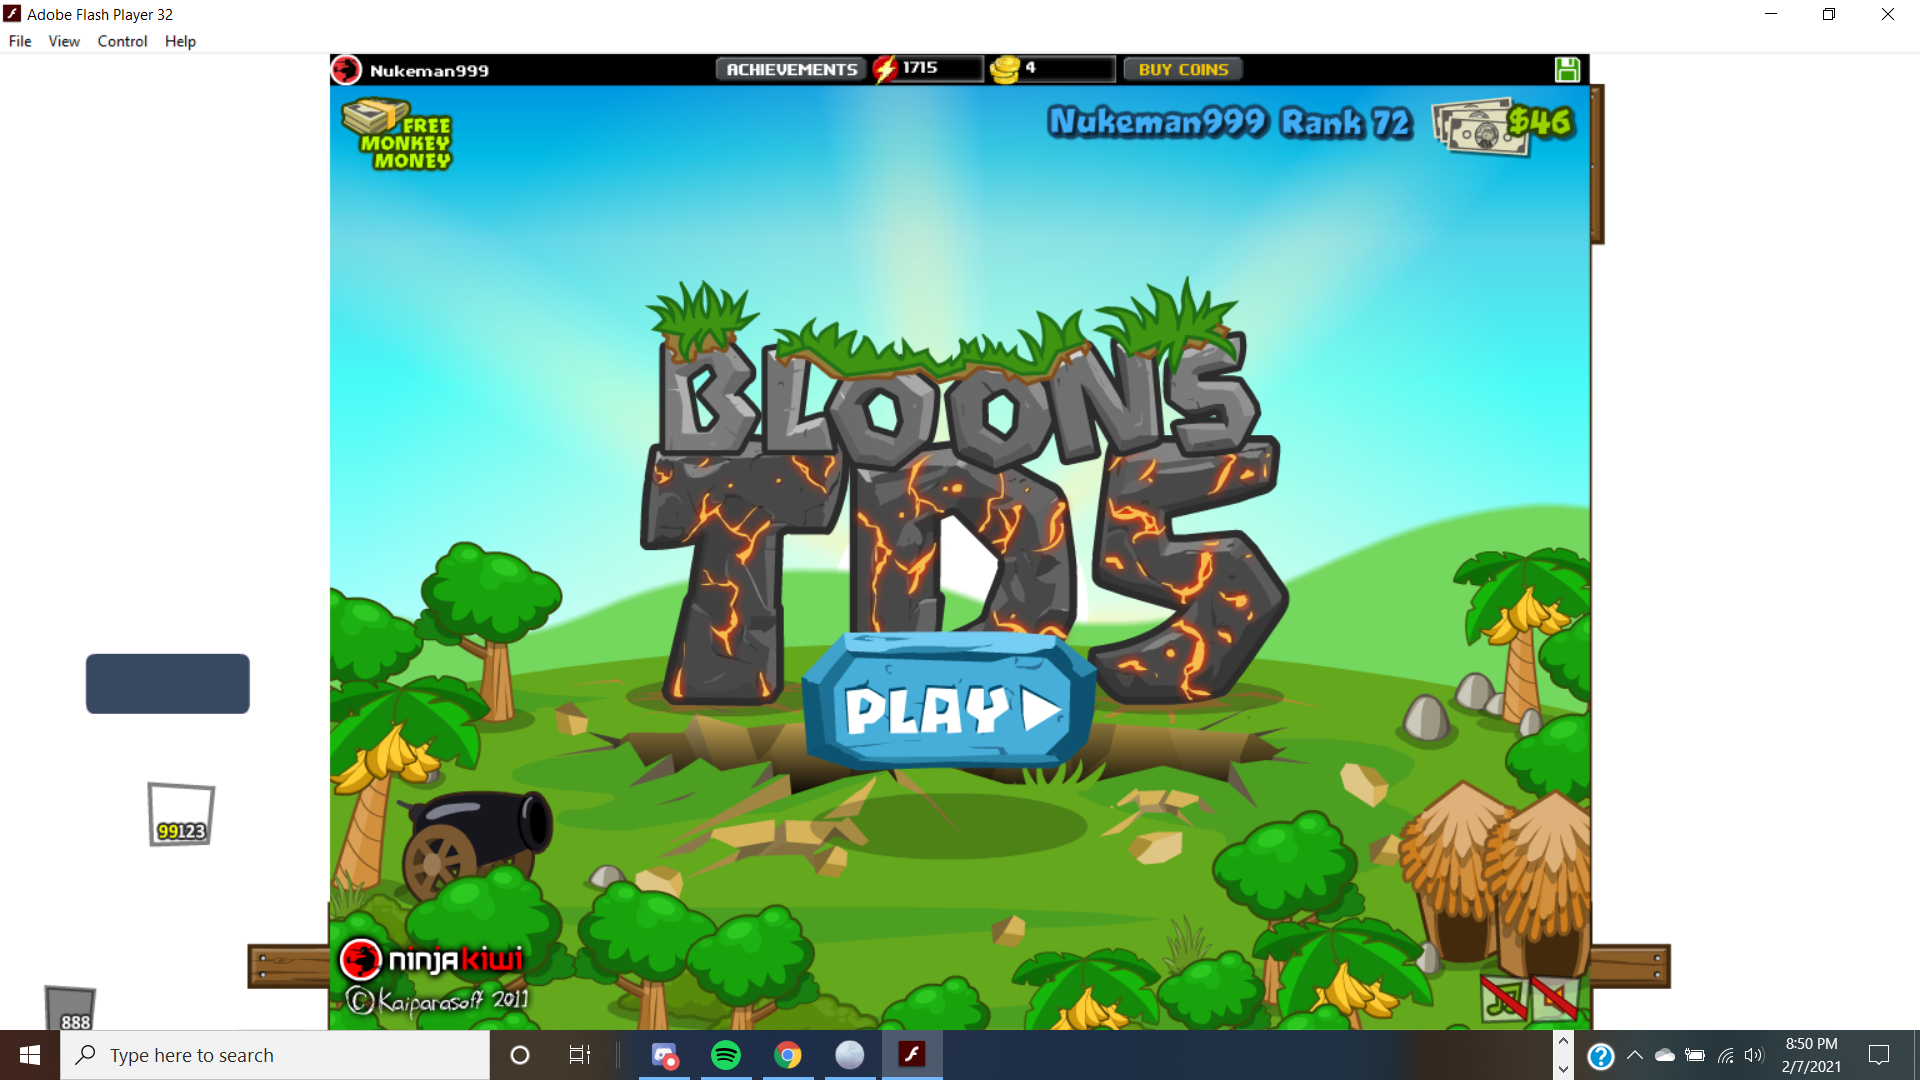 Adobe Flash Player 32
File View Control Help
Nukeman999
ACHIEVEMENTS
1715
4
BUY COINS
FREE
MONKEY
MONEY
Nukeman999 Rank 72
$46
BLOONS
TD5
PLAY
99123
888
ninjakiwi
©Kaiparasoft 2011
Type here to search
8:50 PM
2/7/2021